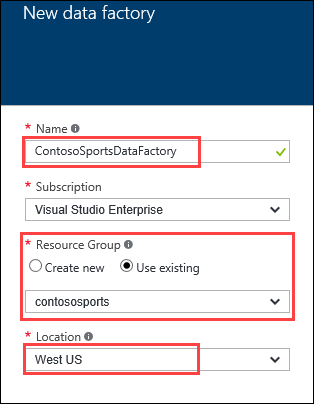 New data factory
* Name
ContosoSportsDataFactory
* Subscription
Visual Studio Enterprise
* Resource Group
Create new Use existing
contososports
* Location
West US